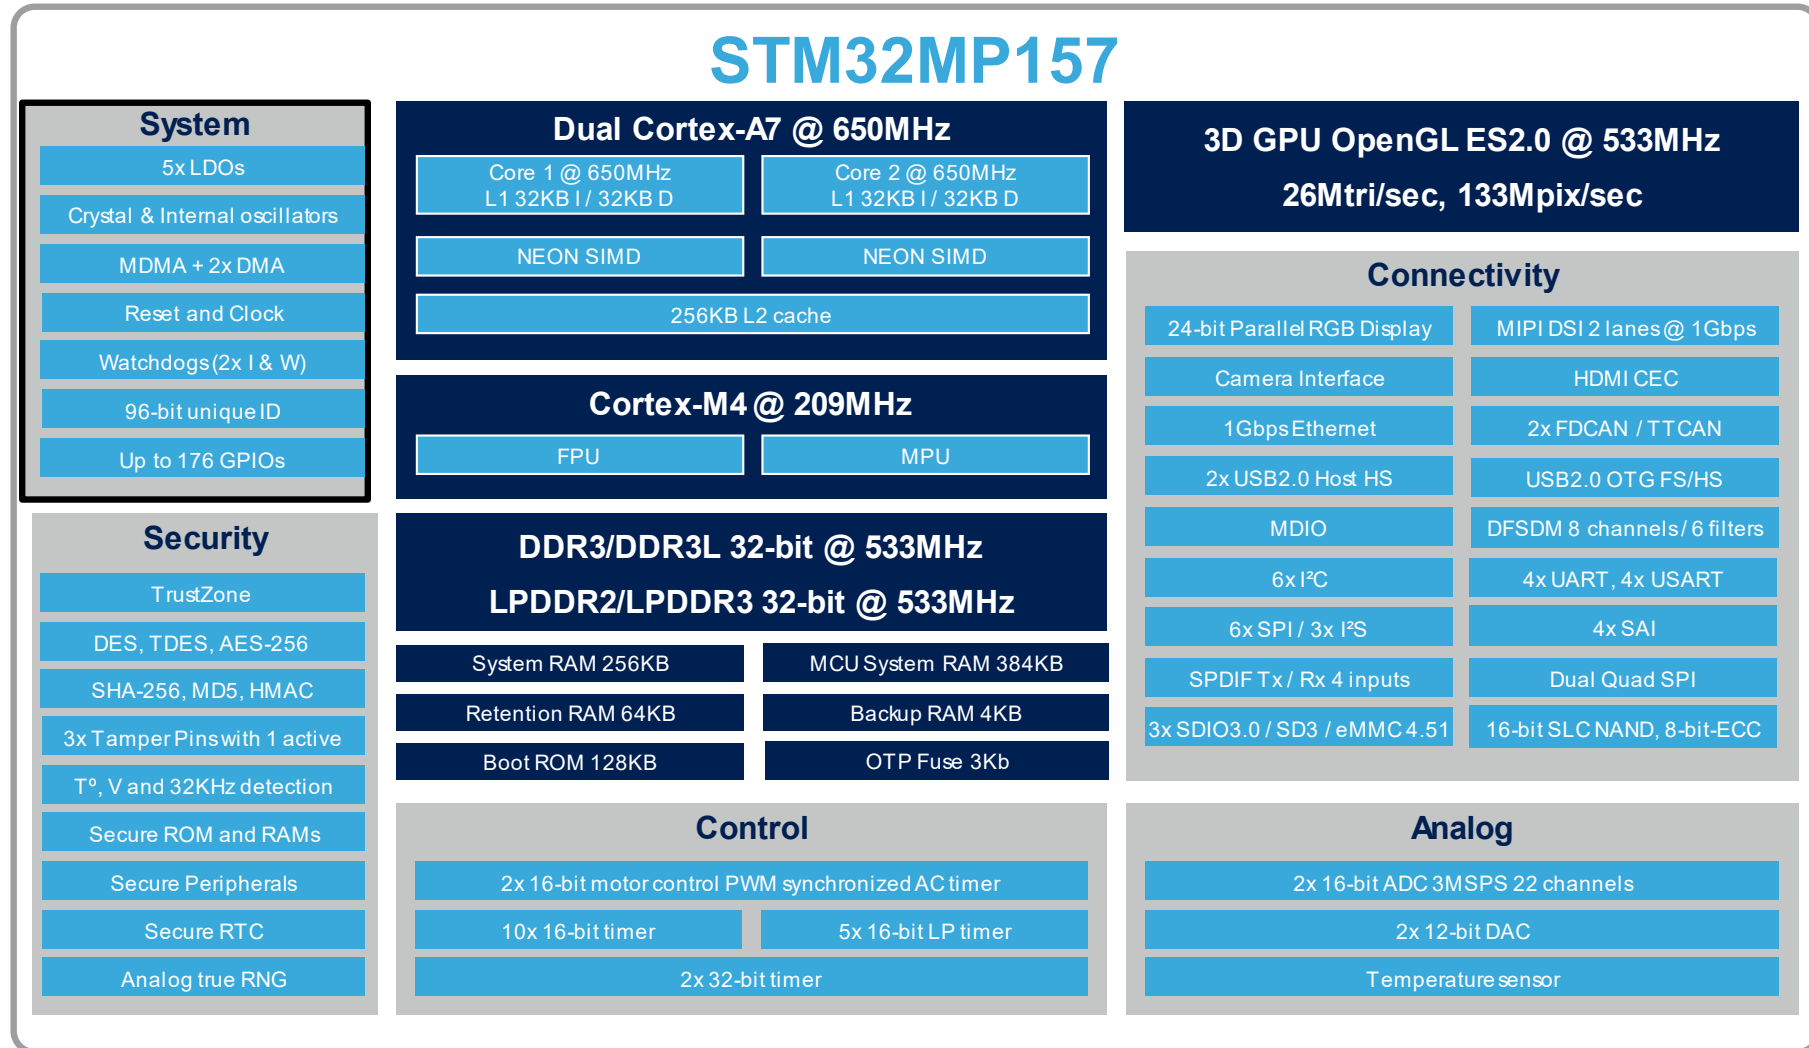 STM32MP157
System
5x LDOs
Crystal & Internal oscillators
MDMA + 2x DMA
Reset and Clock
Watchdogs (2x I & W)
96-bit unique ID
Up to 176 GPIOs
Security
TrustZone
DES, TDES, AES-256
SHA-256, MD5, HMAC
3x Tamper Pins with 1 active
Tº, V and 32KHz detection
Secure ROM and RAMs
Secure Peripherals
Secure RTC
Analog true RNG
Dual Cortex-A7 @ 650MHz
Core 1 @ 650MHz
L1 32KB I / 32KB D
Core 2 @ 650MHz
L1 32KB I / 32KB D
NEON SIMD
NEON SIMD
256KB L2 cache
Cortex-M4 @ 209MHz
FPU
MPU
DDR3/DDR3L 32-bit @ 533MHz
LPDDR2/LPDDR3 32-bit @ 533MHz
System RAM 256KB
MCU System RAM 384KB
Retention RAM 64KB
Backup RAM 4KB
Boot ROM 128KB
OTP Fuse 3Kb
Control
2x 16-bit motor control PWM synchronized AC timer
10x 16-bit timer
5x 16-bit LP timer
2x 32-bit timer
3D GPU OpenGL ES2.0 @ 533MHz
26Mtri/sec, 133Mpix/sec
Connectivity
24-bit Parallel RGB Display
MIPI DSI 2 lanes @ 1Gbps
Camera Interface
HDMI CEC
1Gbps Ethernet
2x FDCAN / TTCAN
2x USB2.0 Host HS
USB2.0 OTG FS/HS
MDIO
DFSDM 8 channels / 6 filters
6x I²C
4x UART, 4x USART
6x SPI / 3x I²S
4x SAI
SPDIF Tx / Rx 4 inputs
Dual Quad SPI
3x SDIO3.0 / SD3 / eMMC 4.51
16-bit SLC NAND, 8-bit-ECC
Analog
2x 16-bit ADC 3MSPS 22 channels
2x 12-bit DAC
Temperature sensor